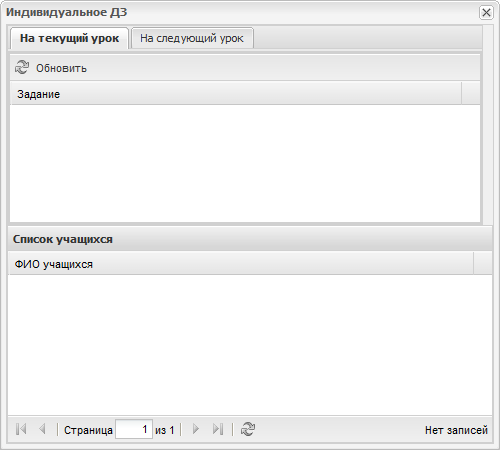 Индивидуальное ДЗ
На текущий урок На следующий урок
Обновить
Задание
Список учащихся
ФИО учащихся
Страница 1 из 1 Нет записей